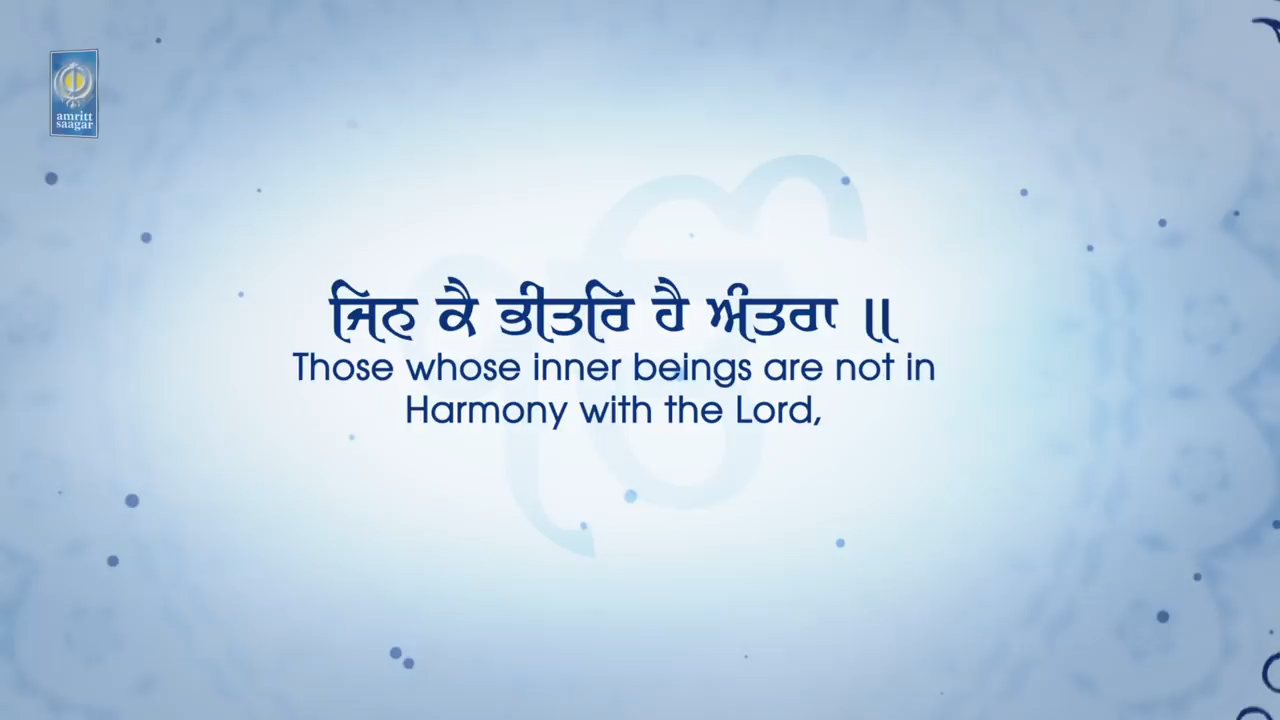 amritt
saagar
ਜਿਨ ਕੈ ਭੀਤਰਿ ਹੈ ਅੰਤਰਾ ॥
Those whose inner beings are not in
Harmony with the Lord,